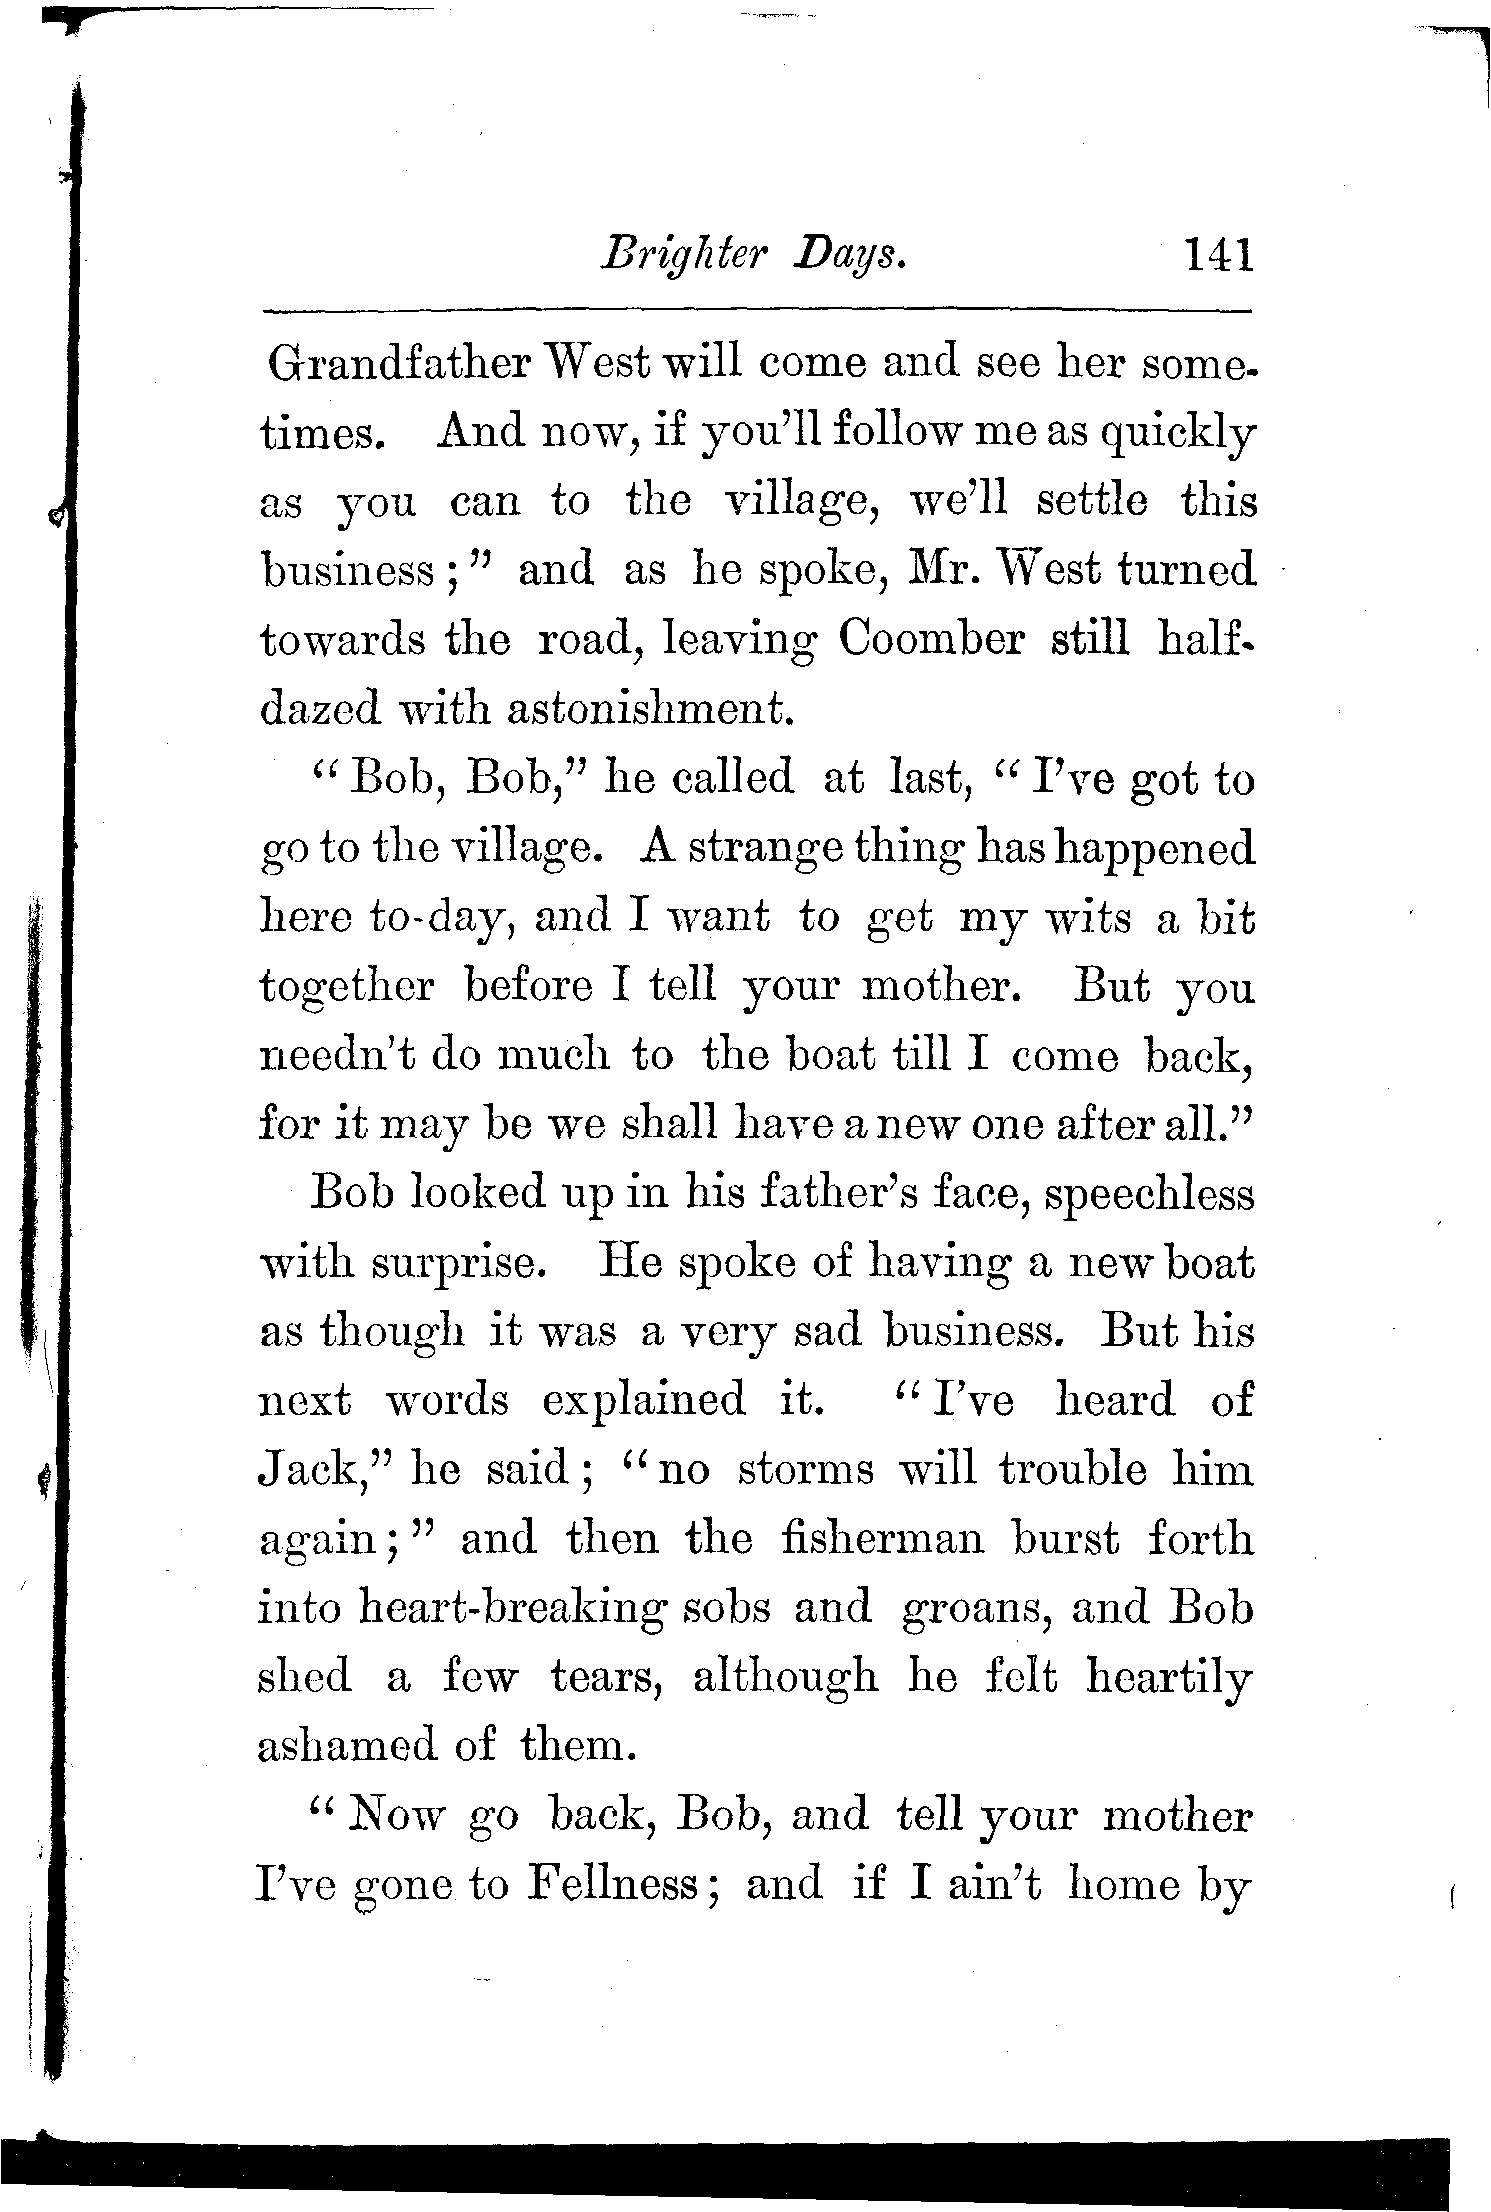 Brighter Days. 141
Grandfather West will come and see her some-
times. And now, if you'll follow me as quickly
as you can to the village, we'll settle this
business;" and as he spoke, Mr. West turned
towards the road, leaving Coomber still half-
dazed with astonishment.
"Bob, Bob," he called at last, "I've got to
go to the village. A strange thing has happened
here to-day, and I want to get my wits a bit
together before I tell your mother. But you
needn't do much to the boat till I come back,
for it may be we shall have a new one after all."
Bob looked up in his father's face, speechless
with surprise. He spoke of having a new boat
as though it was a very sad business. But his
next words explained it. "I've heard of
Jack," he said; "no storms will trouble him
again;" and then the fisherman burst forth
into heart-breaking sobs and groans, and Bob
shed a few tears, although he felt heartily
ashamed of them.
"Now go back, Bob, and tell your mother
I've gone to Fellness; and if I ain't home by